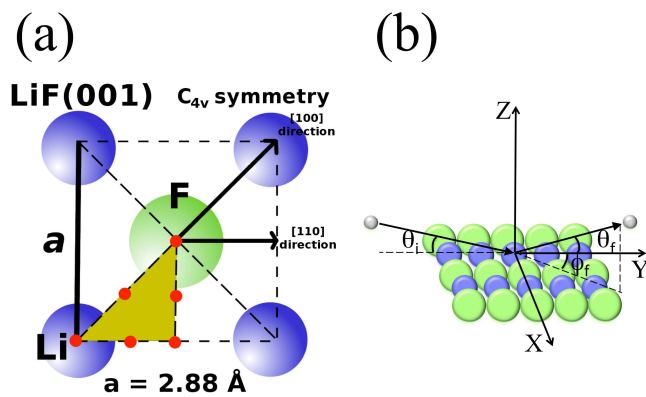 (a)
(b)
LiF(001)
C4v symmetry
[100]
direction
F
[110]
direction
a
Li
a = 2.88 Å
Z
θi
θf
ϕf
Y
X